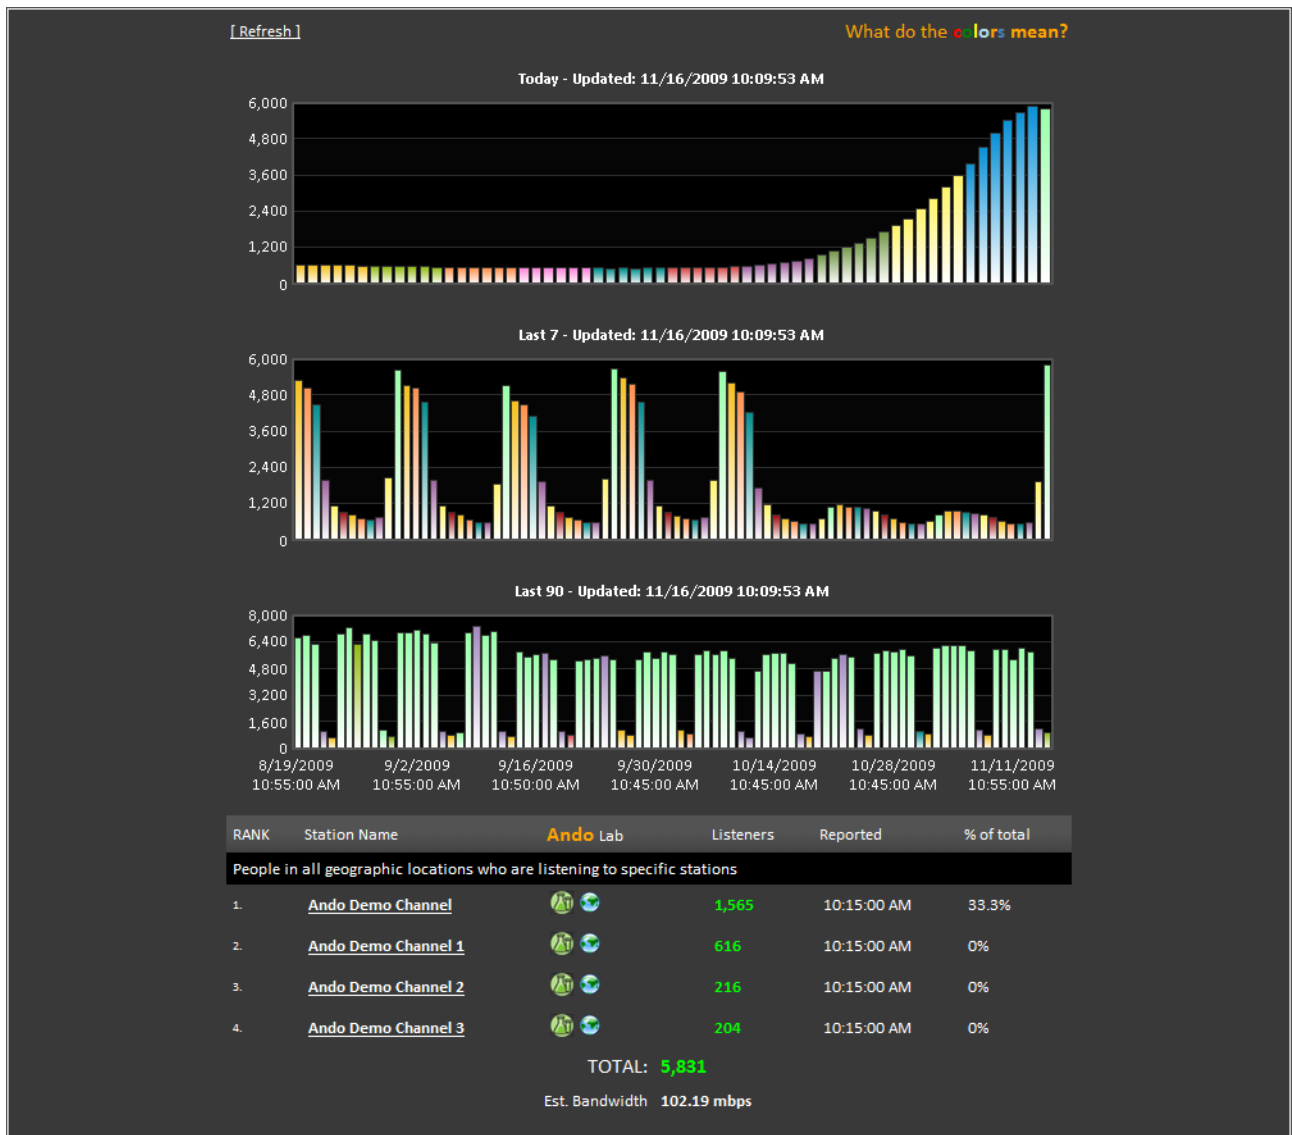 [ Refresh ] What do the colors mean?
Today - Updated: 11/16/2009 10:09:53 AM
6,000
4,800
3,600
2,400
1,200
0
Last 7 - Updated: 11/16/2009 10:09:53 AM
6,000
4,800
3,600
2,400
1,200
0
Last 90 - Updated: 11/16/2009 10:09:53 AM
8,000
6,400
4,800
3,200
1,600
0
8/19/2009 9/2/2009 9/16/2009 9/30/2009 10/14/2009 10/28/2009 11/11/2009
10:55:00 AM 10:55:00 AM 10:50:00 AM 10:45:00 AM 10:45:00 AM 10:45:00 AM 10:55:00 AM
RANK Station Name Ando Lab Listeners Reported % of total
People in all geographic locations who are listening to specific stations
1. Ando Demo Channel 1,565 10:15:00 AM 33.3%
2. Ando Demo Channel 1 616 10:15:00 AM 0%
3. Ando Demo Channel 2 216 10:15:00 AM 0%
4. Ando Demo Channel 3 204 10:15:00 AM 0%
TOTAL: 5,831
Est. Bandwidth 102.19 mbps